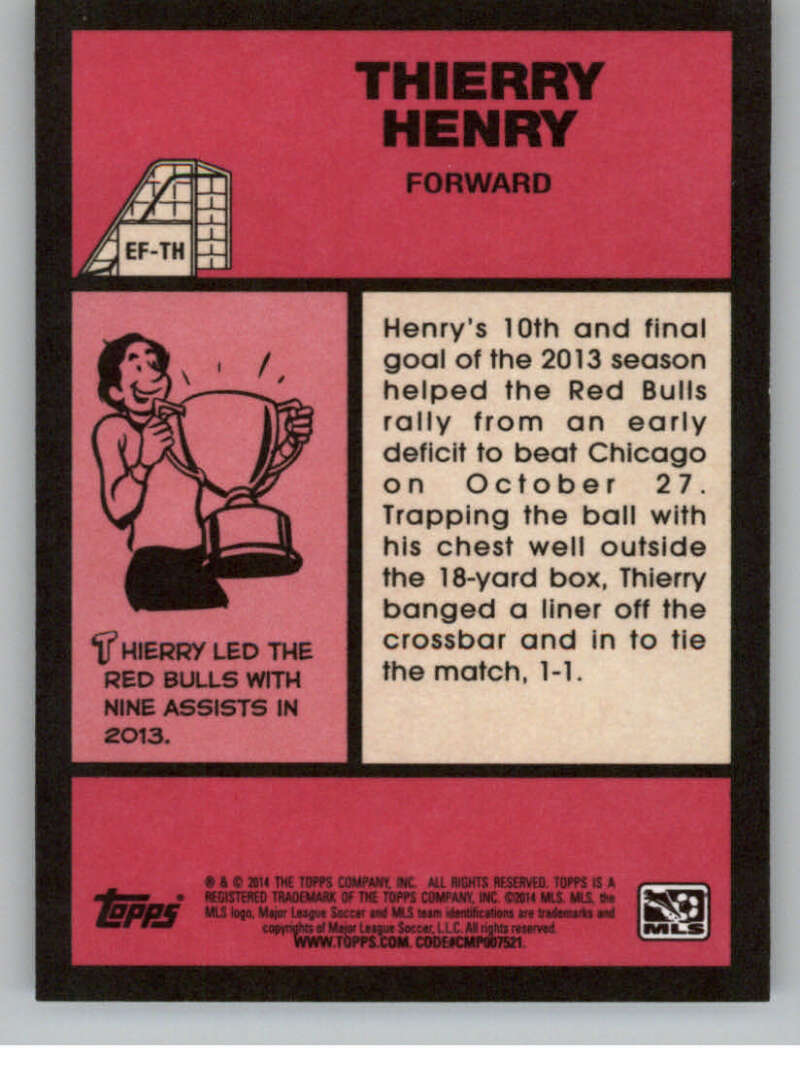 THIERRY
HENRY
FORWARD
EF-TH
THIERRY LED THE
RED BULLS WITH
NINE ASSISTS IN
2013.
Henry's 10th and final
goal of the 2013 season
helped the Red Bulls
rally from an early
deficit to beat Chicago
on October 27.
Trapping the ball with
his chest well outside
the 18-yard box, Thierry
banged a liner off the
crossbar and in to tie
the match, 1-1.
topps®
® & © 2014 THE TOPPS COMPANY, INC. ALL RIGHTS RESERVED. TOPPS IS A
REGISTERED TRADEMARK OF THE TOPPS COMPANY, INC. ©2014 MLS. MLS, the
MLS logo, Major League Soccer and MLS team identifications are trademarks and
copyrights of Major League Soccer, L.L.C. All rights reserved.
WWW.TOPPS.COM. CODE#CMP007521.
MLS